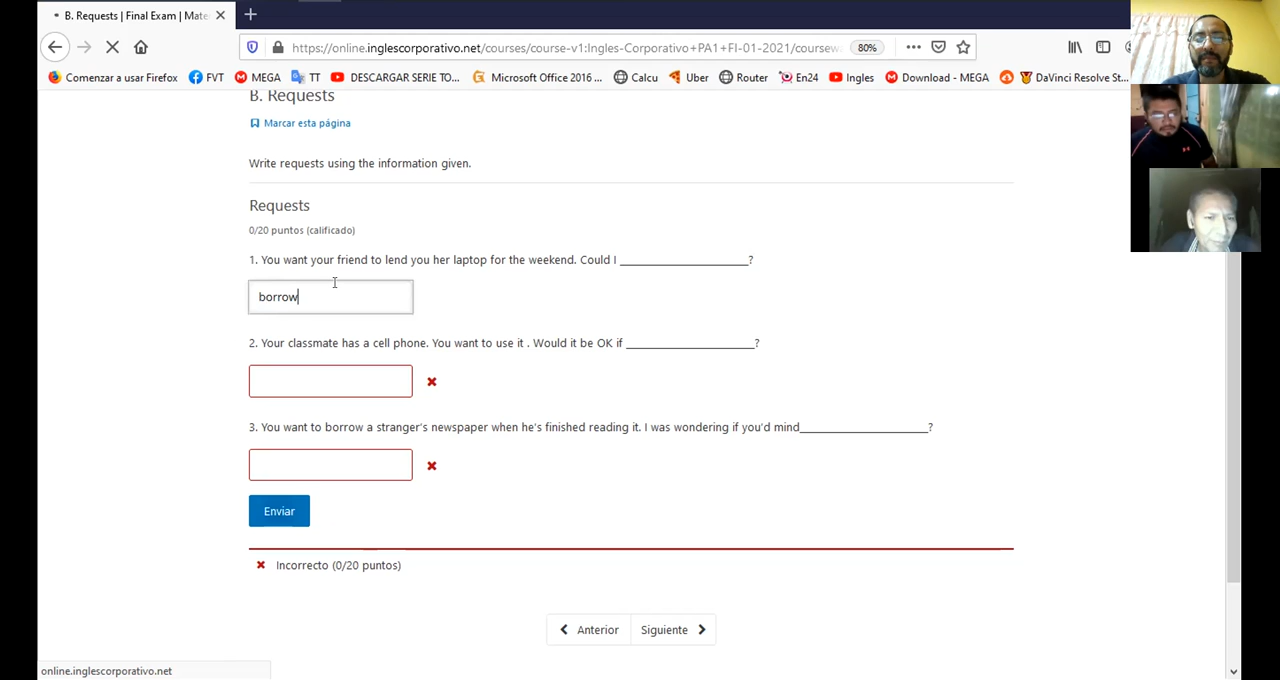 B. Requests | Final Exam | Mate
https://online.inglescorporativo.net/courses/course-v1:Ingles-Corporativo+PA1+FI-01-2021/coursewa 80%
Comenzar a usar Firefox FVT MEGA TT DESCARGAR SERIE TO... Microsoft Office 2016 ... Calcu Uber Router En24 Ingles Download - MEGA DaVinci Resolve St...
B. Requests
Marcar esta página
Write requests using the information given.
Requests
0/20 puntos (calificado)
1. You want your friend to lend you her laptop for the weekend. Could I ______________________?
borrow
2. Your classmate has a cell phone. You want to use it . Would it be OK if ______________________?
3. You want to borrow a stranger's newspaper when he's finished reading it. I was wondering if you'd mind______________________?
Enviar
Incorrecto (0/20 puntos)
Anterior Siguiente
online.inglescorporativo.net